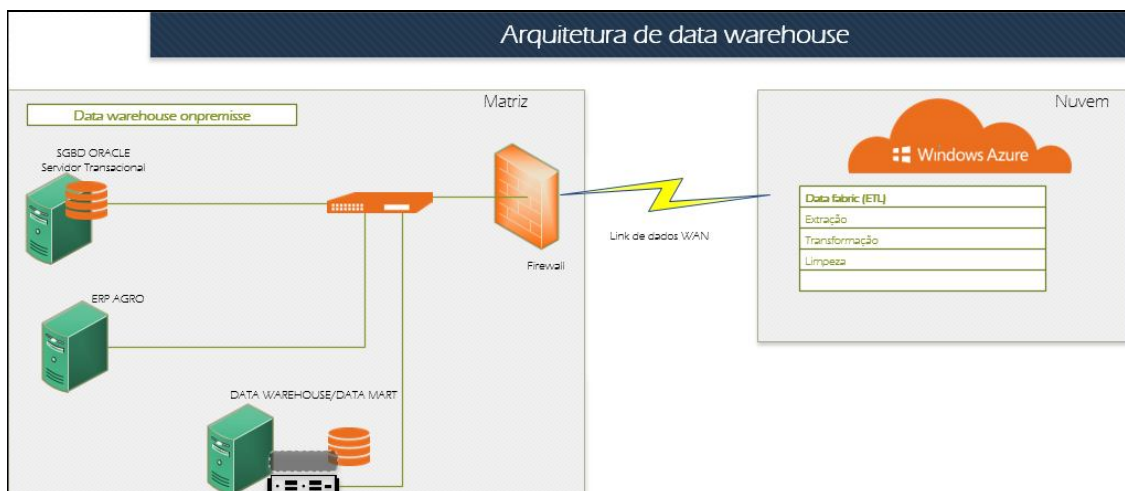 Arquitetura de data warehouse
Matriz
Data warehouse onpremisse
SGBD ORACLE
Servidor Transacional
Firewall
ERP AGRO
DATA WAREHOUSE/DATA MART
Link de dados WAN
Nuvem
Windows Azure
Data fabric (ETL)
Extração
Transformação
Limpeza